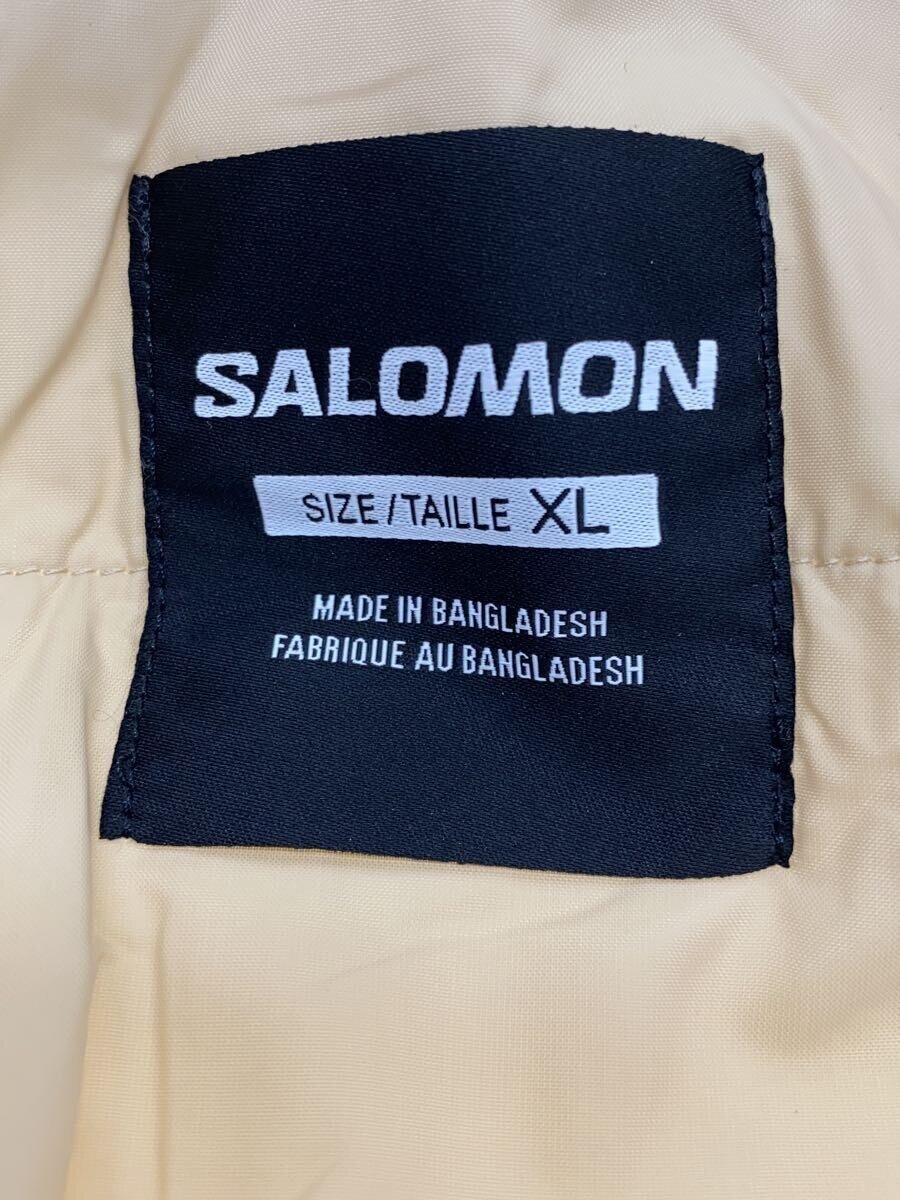 SALOMON
SIZE / TAILLE XL
MADE IN BANGLADESH
FABRIQUE AU BANGLADESH